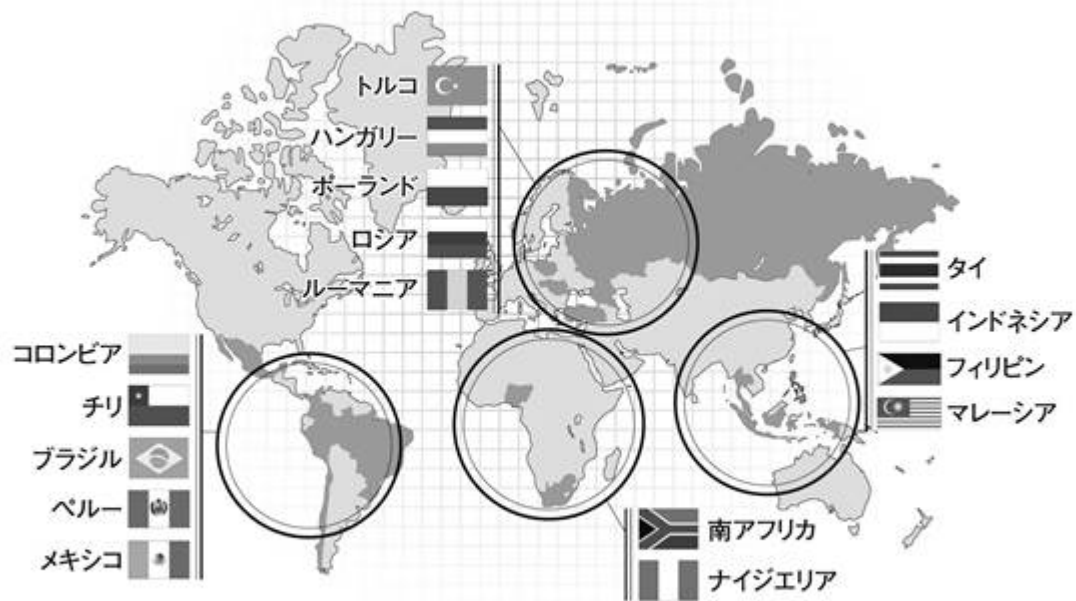 トルコ
ハンガリー
ポーランド
ロシア
ルーマニア
タイ
インドネシア
フィリピン
マレーシア
コロンビア
チリ
ブラジル
ペルー
メキシコ
南アフリカ
ナイジェリア